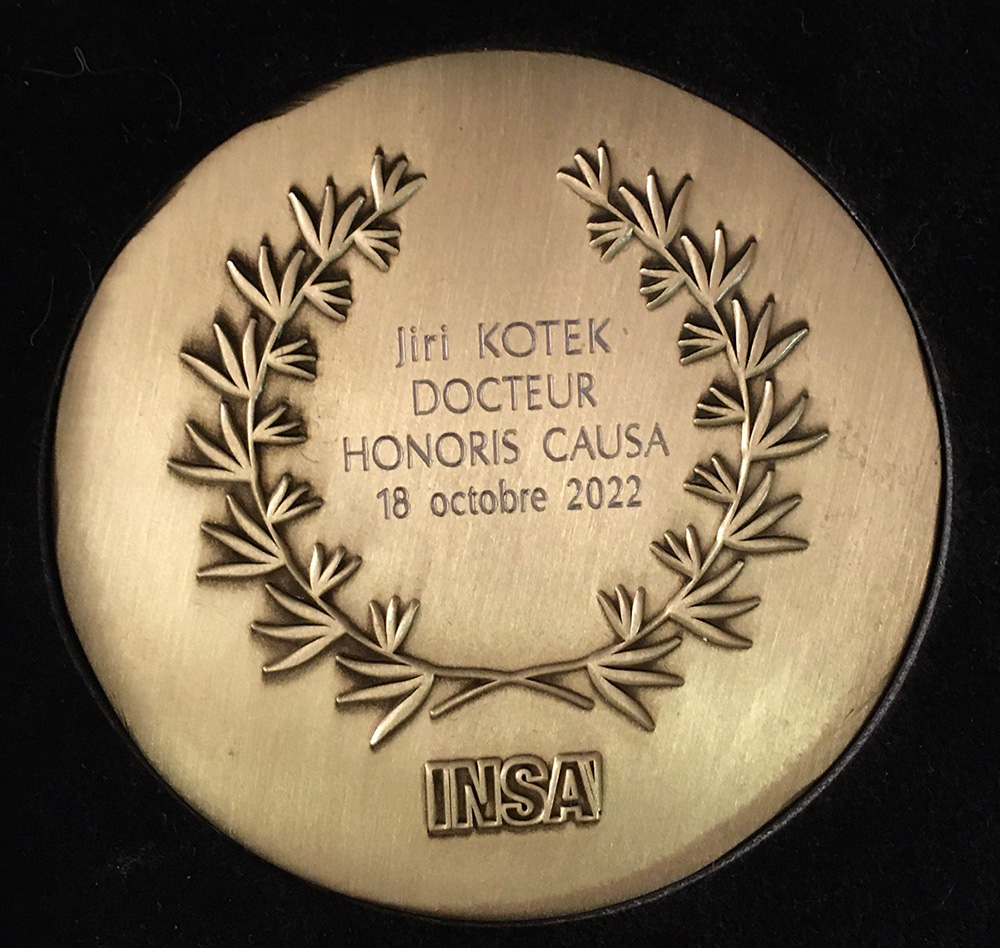 Jiri KOTEK
DOCTEUR
HONORIS CAUSA
18 octobre 2022
INSA